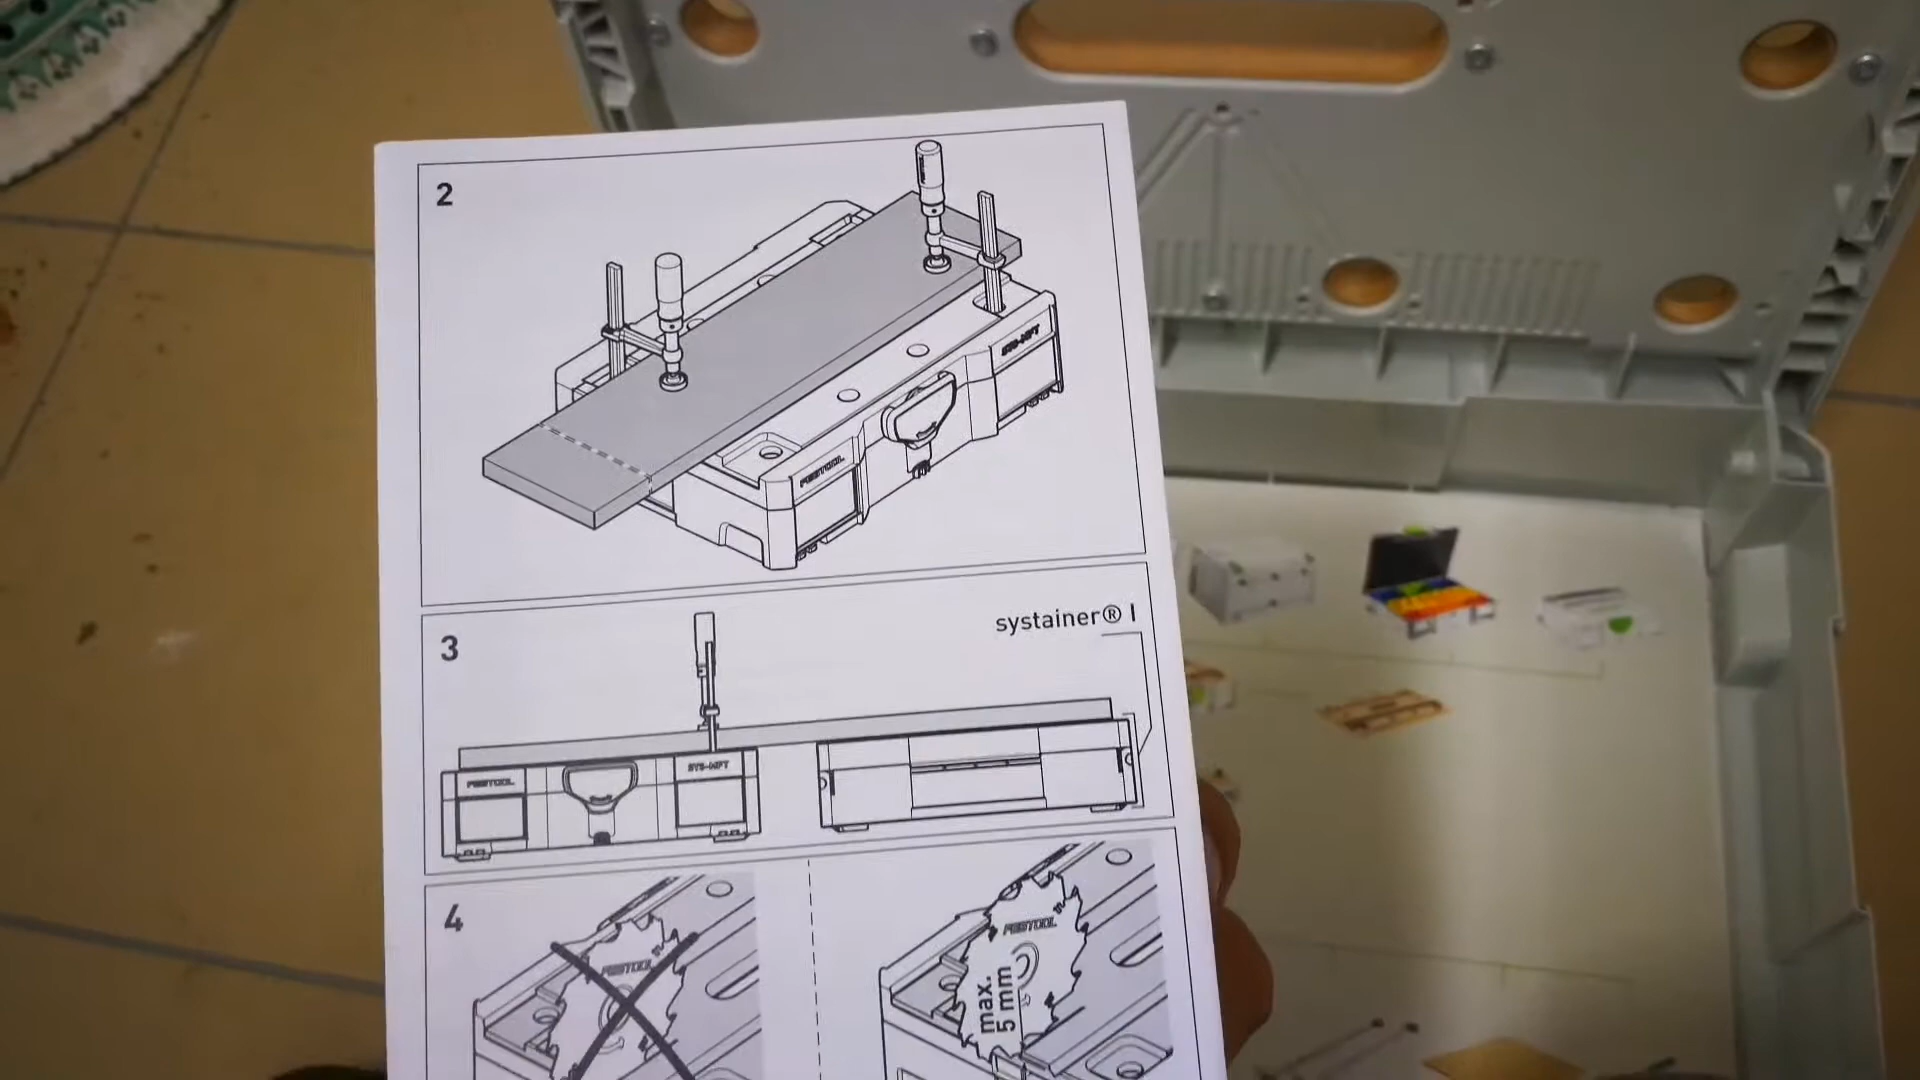 2
SYS-MFT
FESTOOL
3
systainer® I
FESTOOL
SYS-MFT
4
FESTOOL
FESTOOL
max.
5 mm